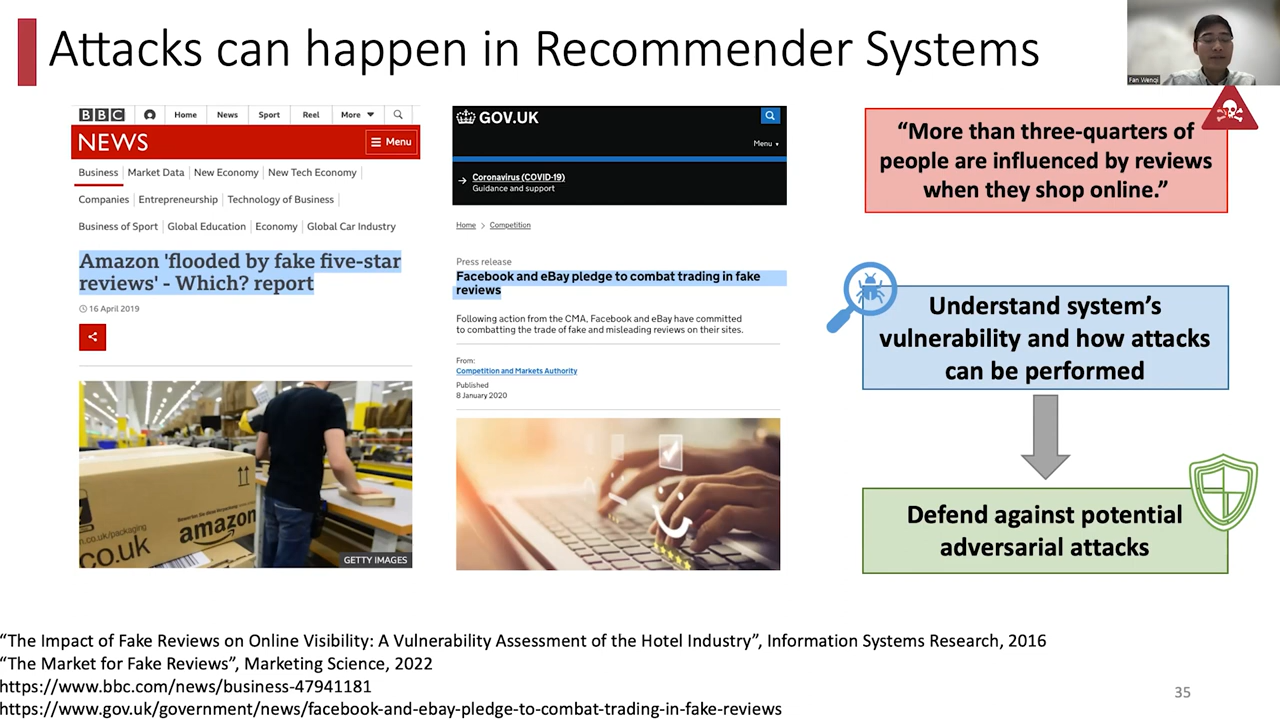 Attacks can happen in Recommender Systems
Fan Wenqi
BBC Home News Sport Reel More
NEWS Menu
Business Market Data New Economy New Tech Economy
Companies Entrepreneurship Technology of Business
Business of Sport Global Education Economy Global Car Industry
Amazon 'flooded by fake five-star
reviews' - Which? report
16 April 2019
co.uk/packaging
co.uk
amazon
GETTY IMAGES
GOV.UK
Menu
Coronavirus (COVID-19)
Guidance and support
Home > Competition
Press release
Facebook and eBay pledge to combat trading in fake
reviews
Following action from the CMA, Facebook and eBay have committed
to combatting the trade of fake and misleading reviews on their sites.
From:
Competition and Markets Authority
Published
8 January 2020
“More than three-quarters of
people are influenced by reviews
when they shop online.”
Understand system’s
vulnerability and how attacks
can be performed
Defend against potential
adversarial attacks
“The Impact of Fake Reviews on Online Visibility: A Vulnerability Assessment of the Hotel Industry”, Information Systems Research, 2016
“The Market for Fake Reviews”, Marketing Science, 2022
https://www.bbc.com/news/business-47941181
https://www.gov.uk/government/news/facebook-and-ebay-pledge-to-combat-trading-in-fake-reviews
35